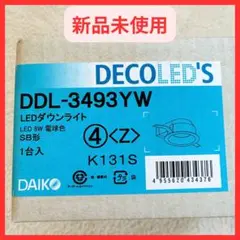 新品未使用
DECOLED'S
DDL-3493YW
LEDダウンライト
LED 8W 電球色
SB形
1台入
④<Z>
K131S
DAIKO